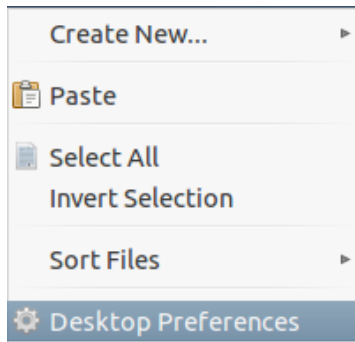 Create New...
Paste
Select All
Invert Selection
Sort Files
Desktop Preferences